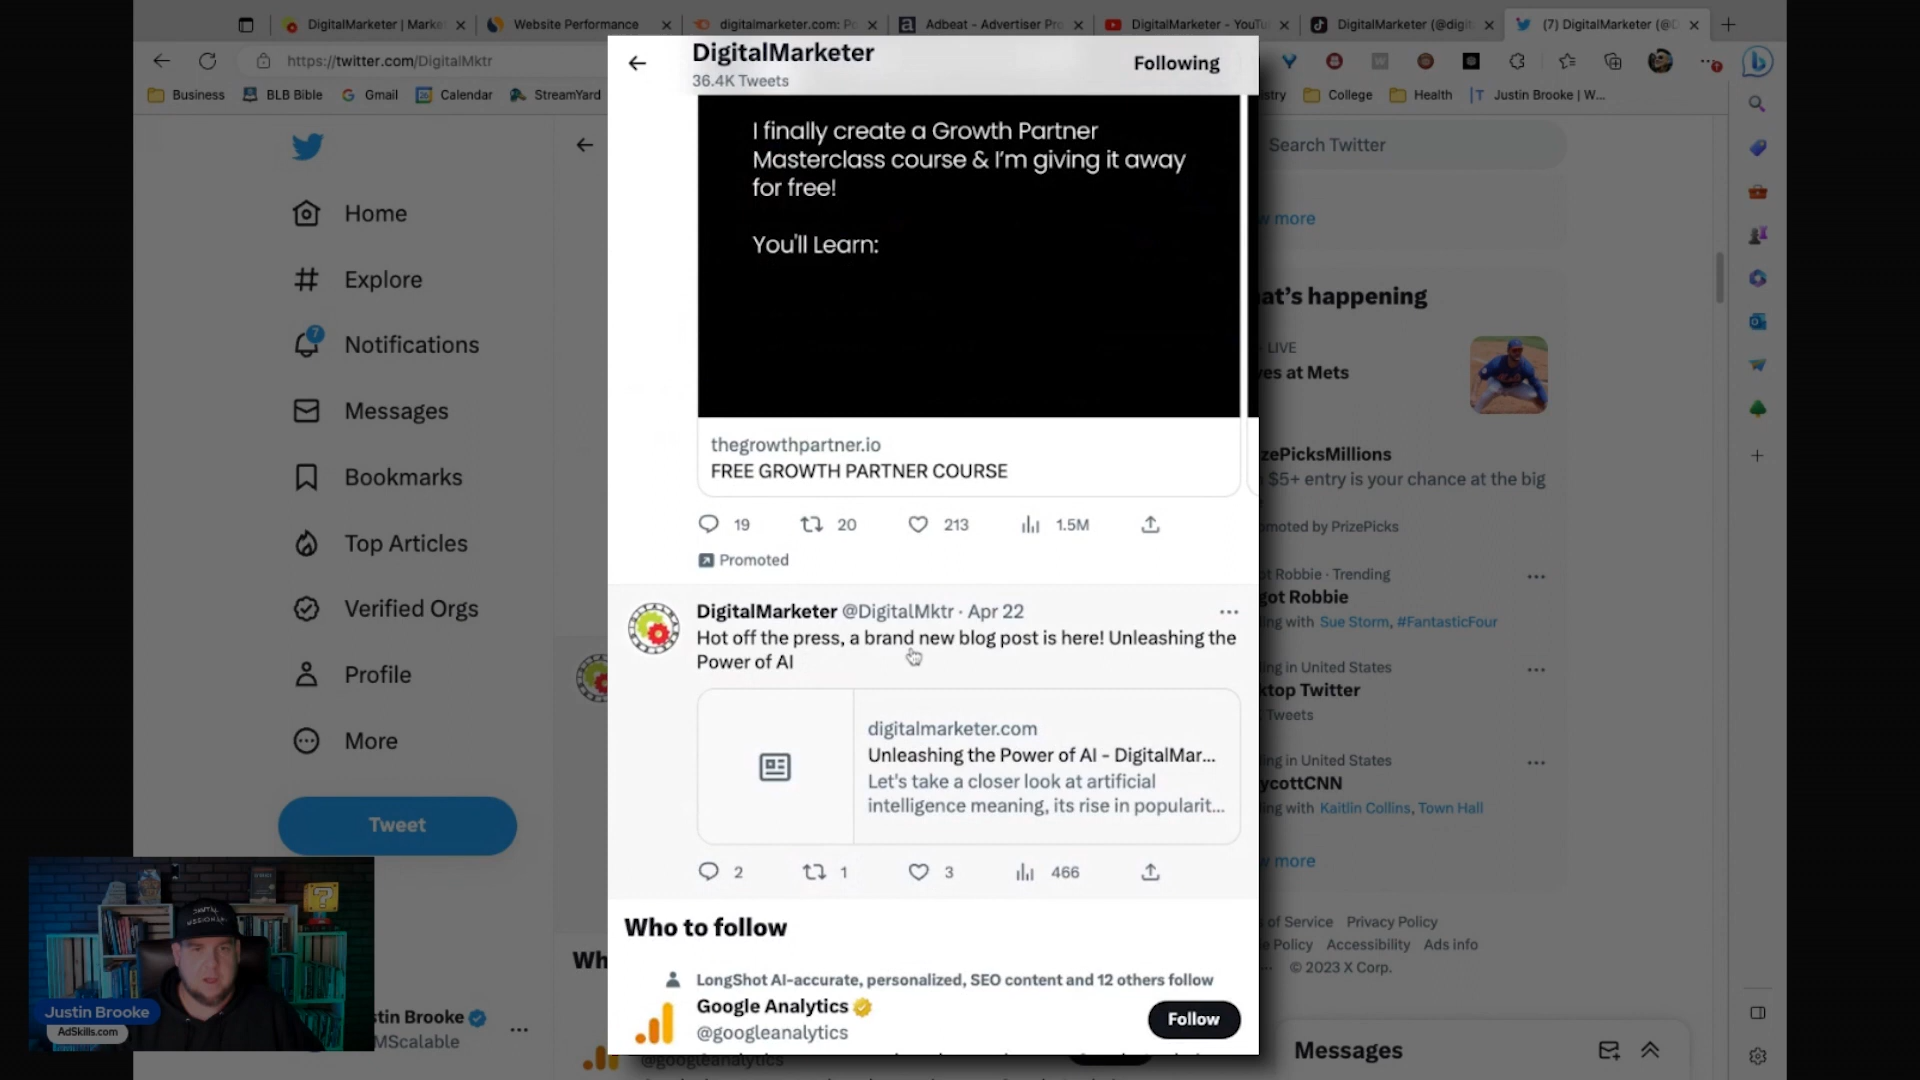 DigitalMarketer | Marke
Website Performance
digitalmarketer.com: Po
Adbeat - Advertiser Pro
DigitalMarketer - YouTu
DigitalMarketer (@digit
(7) DigitalMarketer (@D
https://twitter.com/DigitalMktr
Business
BLB Bible
Gmail
Calendar
StreamYard
istry
College
Health
Justin Brooke | W...
Home
Explore
7
Notifications
Messages
Bookmarks
Top Articles
Verified Orgs
Profile
More
Tweet
DigitalMarketer
36.4K Tweets
Following
I finally create a Growth Partner
Masterclass course & I'm giving it away
for free!
You'll Learn:
thegrowthpartner.io
FREE GROWTH PARTNER COURSE
19
20
213
1.5M
Promoted
DigitalMarketer @DigitalMktr · Apr 22
Hot off the press, a brand new blog post is here! Unleashing the
Power of AI
digitalmarketer.com
Unleashing the Power of AI - DigitalMar...
Let's take a closer look at artificial
intelligence meaning, its rise in popularit...
2
1
3
466
Who to follow
LongShot AI-accurate, personalized, SEO content and 12 others follow
Google Analytics
@googleanalytics
Follow
Search Twitter
w more
at's happening
LIVE
es at Mets
zePicksMillions
$5+ entry is your chance at the big
moted by PrizePicks
t Robbie · Trending
got Robbie
ng with Sue Storm, #FantasticFour
ing in United States
ktop Twitter
Tweets
ing in United States
ycottCNN
ing with Kaitlin Collins, Town Hall
w more
of Service Privacy Policy
e Policy Accessibility Ads info
© 2023 X Corp.
Messages
Wh
stin Brooke
MScalable
@googleanalytics
Justin Brooke
AdSkills.com